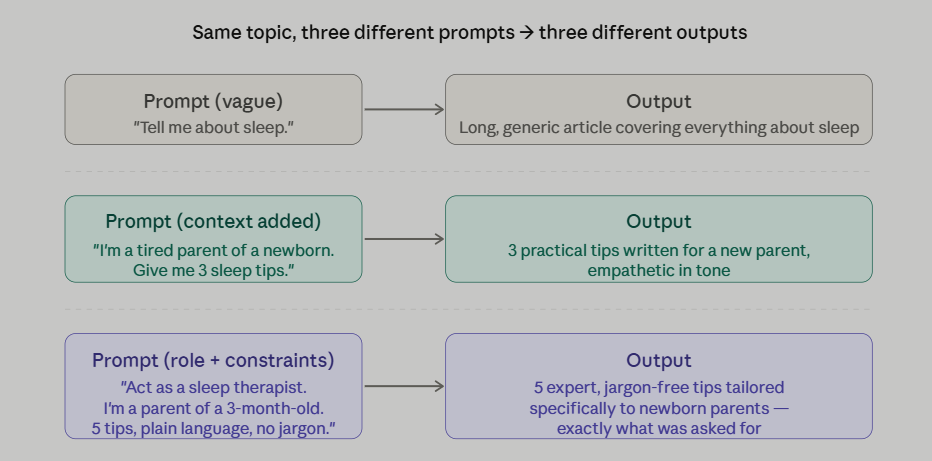 Same topic, three different prompts → three different outputs
Prompt (vague)
"Tell me about sleep."
Output
Long, generic article covering everything about sleep
Prompt (context added)
"I'm a tired parent of a newborn.
Give me 3 sleep tips."
Output
3 practical tips written for a new parent,
empathetic in tone
Prompt (role + constraints)
"Act as a sleep therapist.
I'm a parent of a 3-month-old.
5 tips, plain language, no jargon."
Output
5 expert, jargon-free tips tailored
specifically to newborn parents —
exactly what was asked for